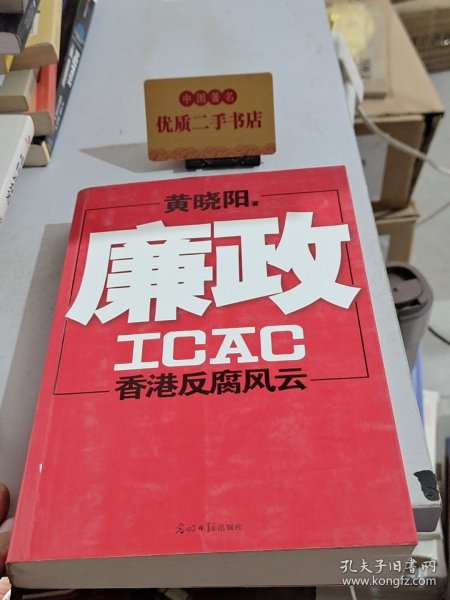 中国著名
优质二手书店
黄晓阳 著
廉政
ICAC
香港反腐风云
光明日报出版社
孔夫子旧书网
www.kongfz.com